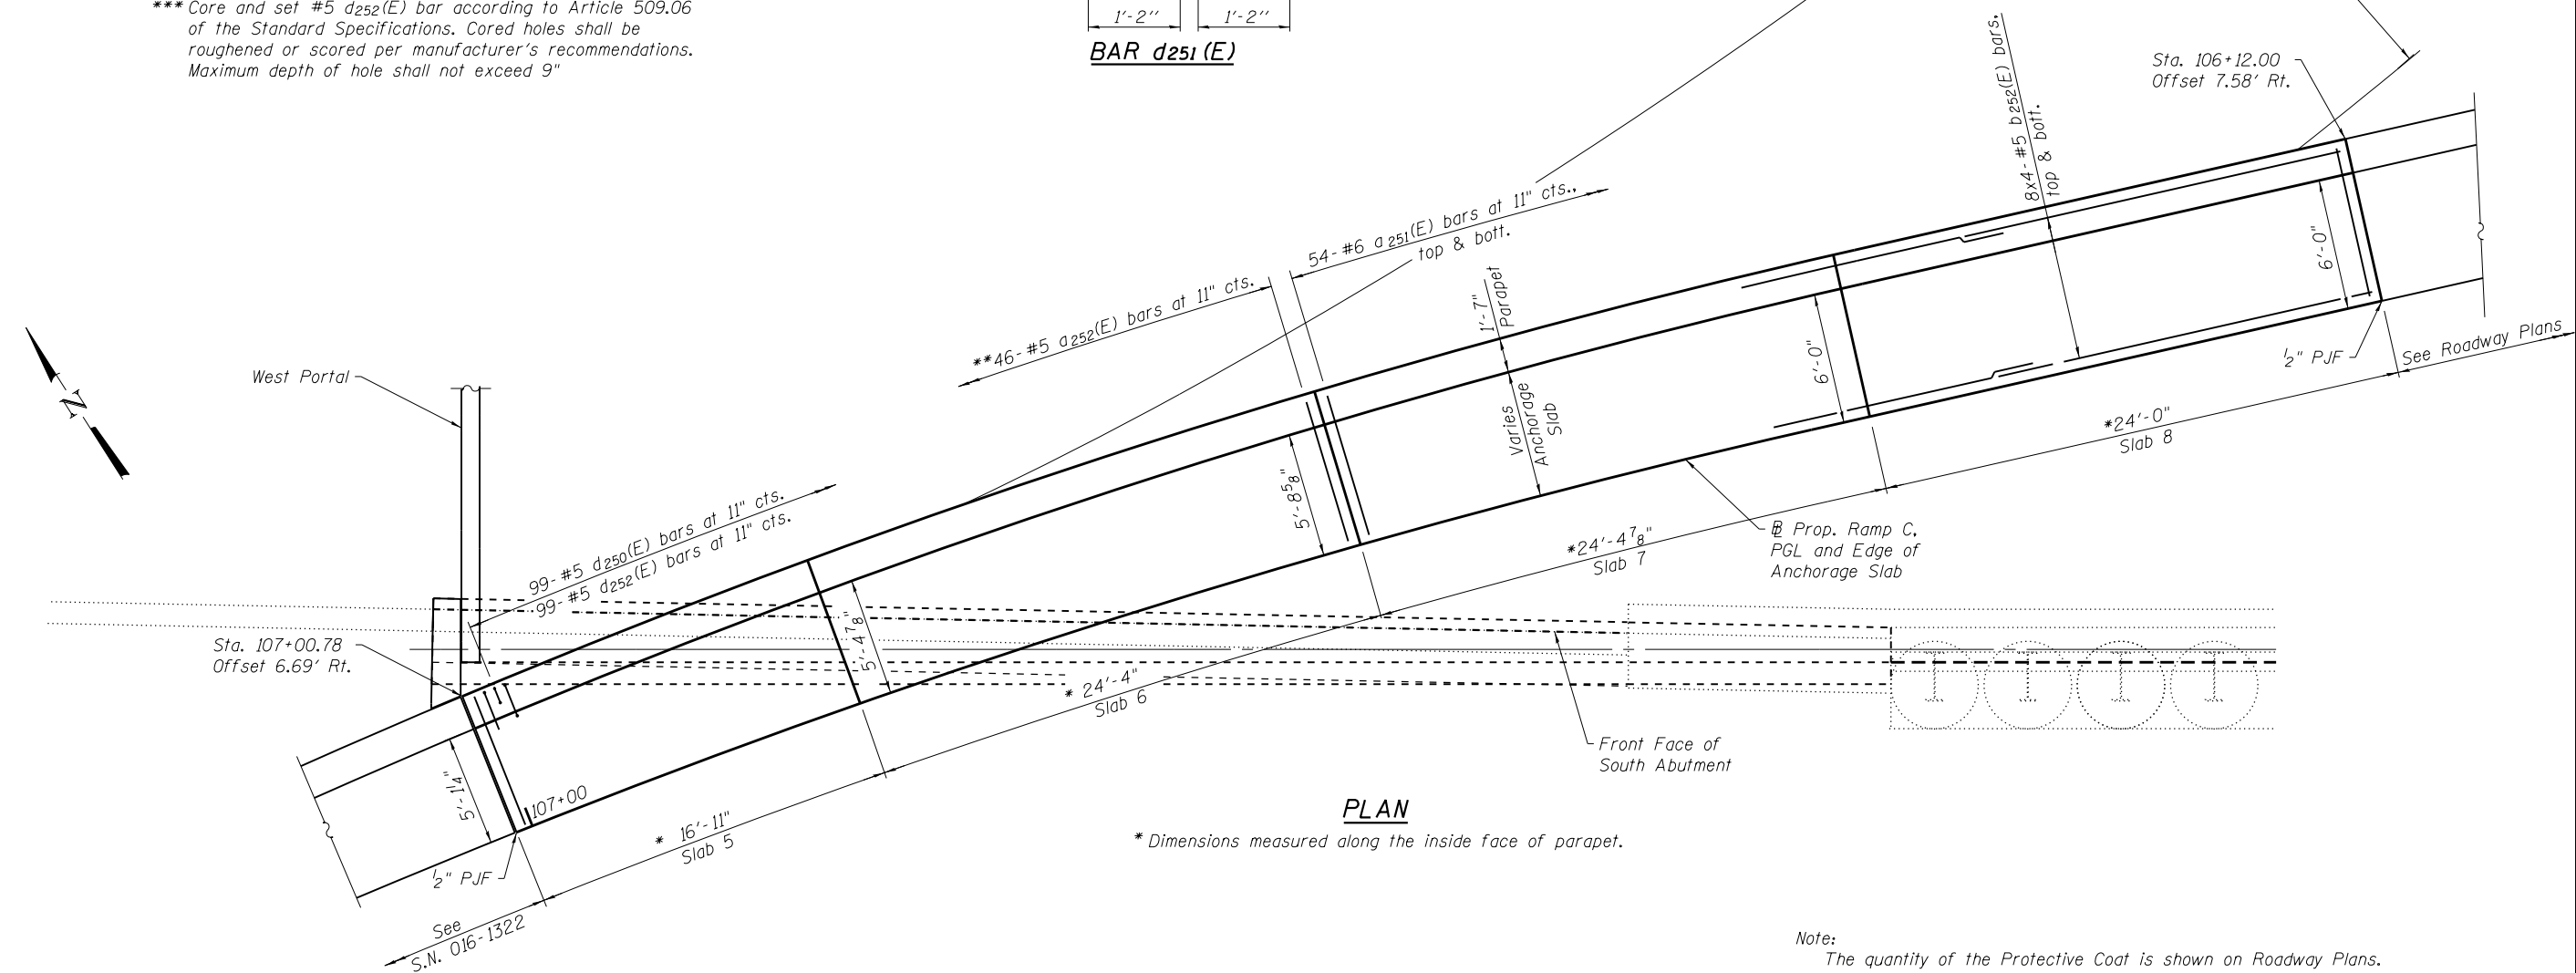 *** Core and set #5 d252(E) bar according to Article 509.06
of the Standard Specifications. Cored holes shall be
roughened or scored per manufacturer's recommendations.
Maximum depth of hole shall not exceed 9"
1'-2''
1'-2''
BAR d251 (E)
Sta. 106+12.00
Offset 7.58' Rt.
8x4-#5 b252(E) bars.
top & bott.
54-#6 a251(E) bars at 11" cts.,
top & bott.
**46-#5 a252(E) bars at 11" cts.
1'-7"
Parapet
6'-0"
6'-0"
See Roadway Plans
1/2" PJF
West Portal
N
Varies
Anchorage
Slab
*24'-0"
Slab 8
5'-8 5/8"
99-#5 d250(E) bars at 11" cts.
99-#5 d252(E) bars at 11" cts.
*24'-4 7/8"
Slab 7
BL Prop. Ramp C,
PGL and Edge of
Anchorage Slab
5'-4 7/8"
Sta. 107+00.78
Offset 6.69' Rt.
* 24'-4"
Slab 6
Front Face of
South Abutment
5'-1 1/4"
107+00
* 16'-11"
Slab 5
PLAN
* Dimensions measured along the inside face of parapet.
1/2" PJF
See
S.N. 016-1322
Note:
The quantity of the Protective Coat is shown on Roadway Plans.